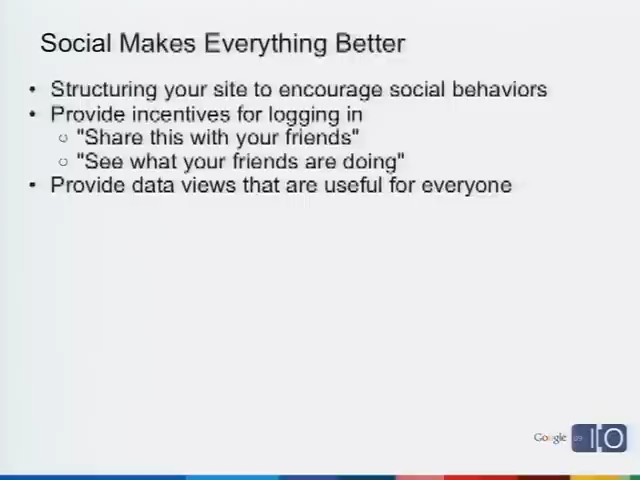 Social Makes Everything Better
• Structuring your site to encourage social behaviors
• Provide incentives for logging in
○ "Share this with your friends"
○ "See what your friends are doing"
• Provide data views that are useful for everyone
Google IO